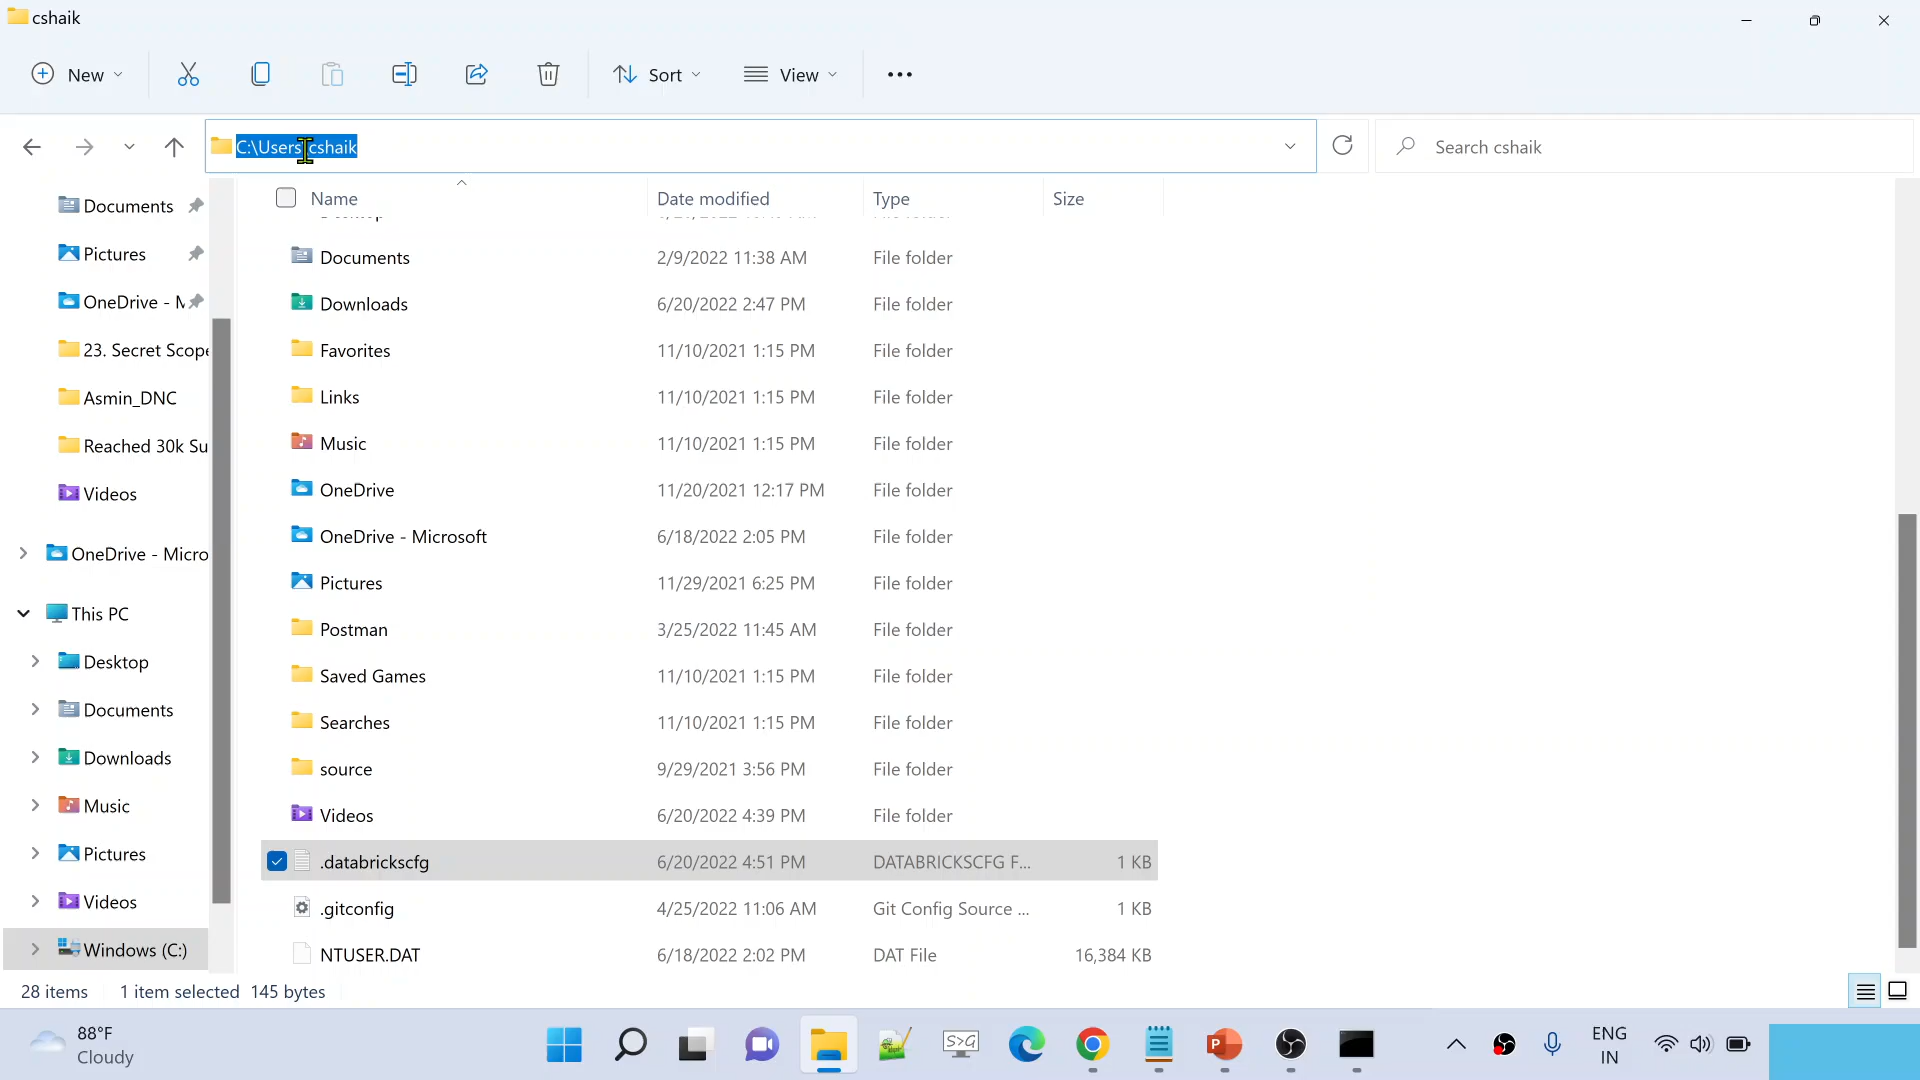 cshaik
New
Sort
View
C:\Users\cshaik
Search cshaik
Name Date modified Type Size
Documents
Pictures
OneDrive - M
23. Secret Scope
Asmin_DNC
Reached 30k Su
Videos
OneDrive - Micro
This PC
Desktop
Documents
Downloads
Music
Pictures
Videos
Windows (C:)
Documents 2/9/2022 11:38 AM File folder
Downloads 6/20/2022 2:47 PM File folder
Favorites 11/10/2021 1:15 PM File folder
Links 11/10/2021 1:15 PM File folder
Music 11/10/2021 1:15 PM File folder
OneDrive 11/20/2021 12:17 PM File folder
OneDrive - Microsoft 6/18/2022 2:05 PM File folder
Pictures 11/29/2021 6:25 PM File folder
Postman 3/25/2022 11:45 AM File folder
Saved Games 11/10/2021 1:15 PM File folder
Searches 11/10/2021 1:15 PM File folder
source 9/29/2021 3:56 PM File folder
Videos 6/20/2022 4:39 PM File folder
.databrickscfg 6/20/2022 4:51 PM DATABRICKSCFG F... 1 KB
.gitconfig 4/25/2022 11:06 AM Git Config Source ... 1 KB
NTUSER.DAT 6/18/2022 2:02 PM DAT File 16,384 KB
28 items 1 item selected 145 bytes
88°F
Cloudy
S>G
P
ENG
IN